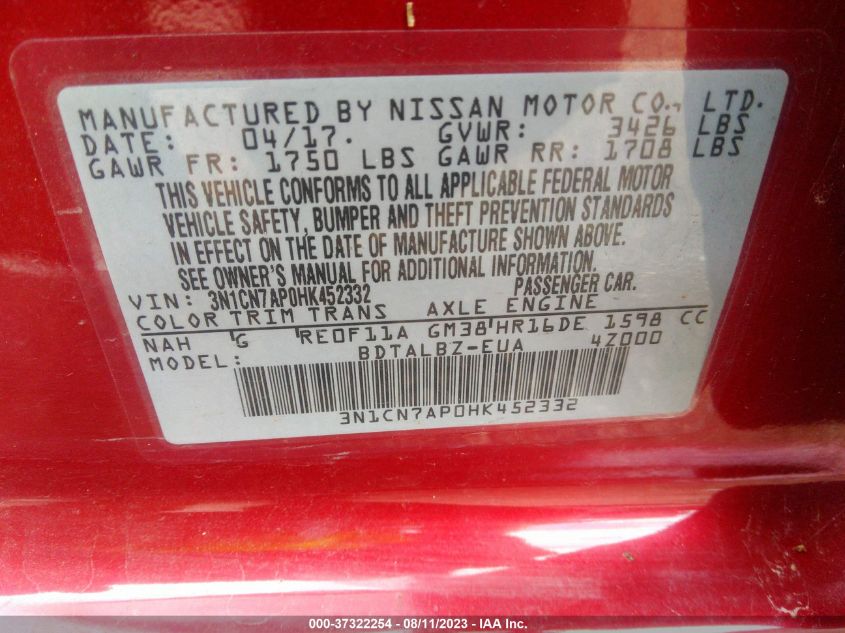 MANUFACTURED BY NISSAN MOTOR CO., LTD.
DATE: 04/17. GVWR: 3426 LBS
GAWR FR: 1750 LBS GAWR RR: 1708 LBS
THIS VEHICLE CONFORMS TO ALL APPLICABLE FEDERAL MOTOR
VEHICLE SAFETY, BUMPER AND THEFT PREVENTION STANDARDS
IN EFFECT ON THE DATE OF MANUFACTURE SHOWN ABOVE.
SEE OWNER'S MANUAL FOR ADDITIONAL INFORMATION.
VIN: 3N1CN7AP0HK452332 PASSENGER CAR.
COLOR TRIM TRANS AXLE ENGINE
NAH G RE0F11A GM38 HR16DE 1598 CC
MODEL: BDTALBZ-EUA 4Z000
3N1CN7AP0HK452332
000-37322254 - 08/11/2023 - IAA Inc.